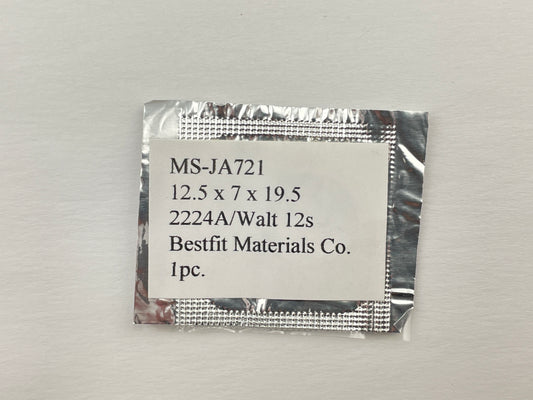 MS-JA721
12.5 x 7 x 19.5
2224A/Walt 12s
Bestfit Materials Co.
1pc.